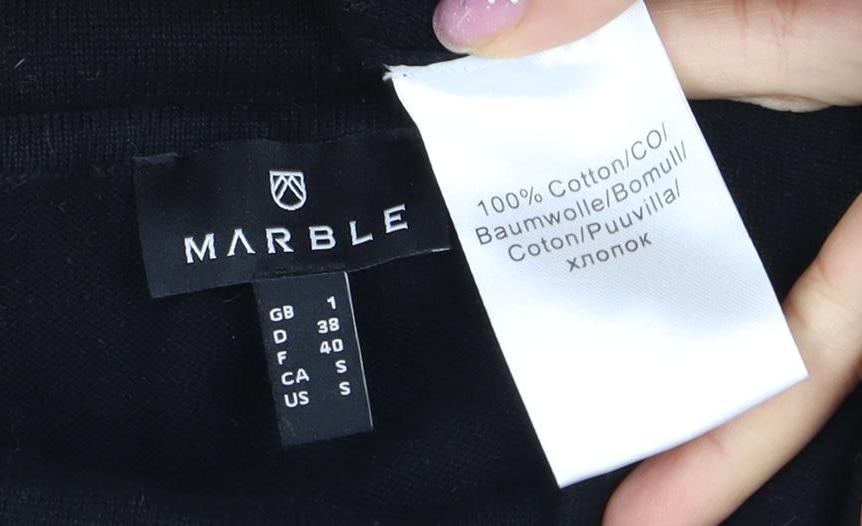 MARBLE
GB 1
D 38
F 40
CA S
US S
100% Cotton/CO/
Baumwolle/Bomull/
Coton/Puuvilla/
хлопок